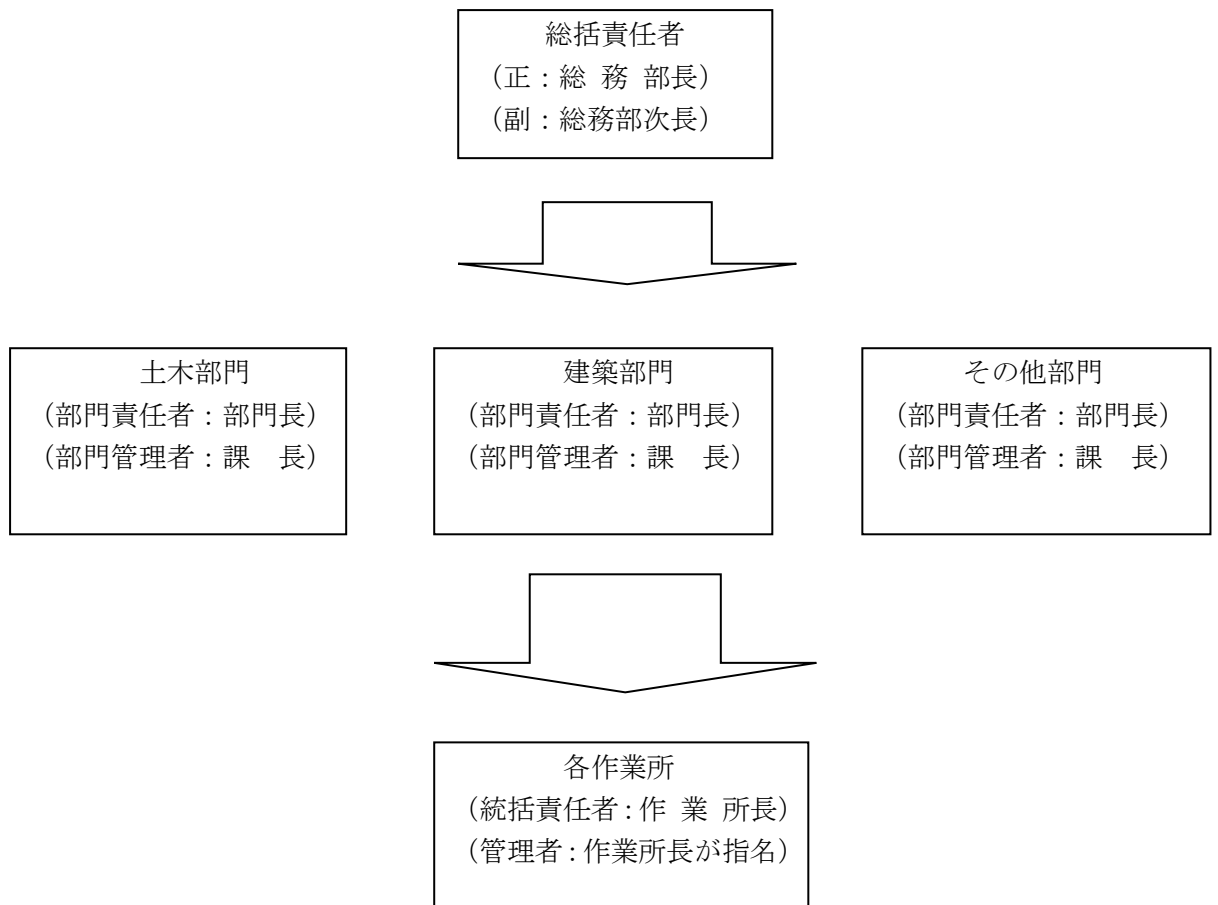 総括責任者
（正：総 務 部長）
（副：総務部次長）
土木部門
（部門責任者：部門長）
（部門管理者：課　長）
建築部門
（部門責任者：部門長）
（部門管理者：課　長）
その他部門
（部門責任者：部門長）
（部門管理者：課　長）
各作業所
（統括責任者：作 業 所長）
（管理者：作業所長が指名）